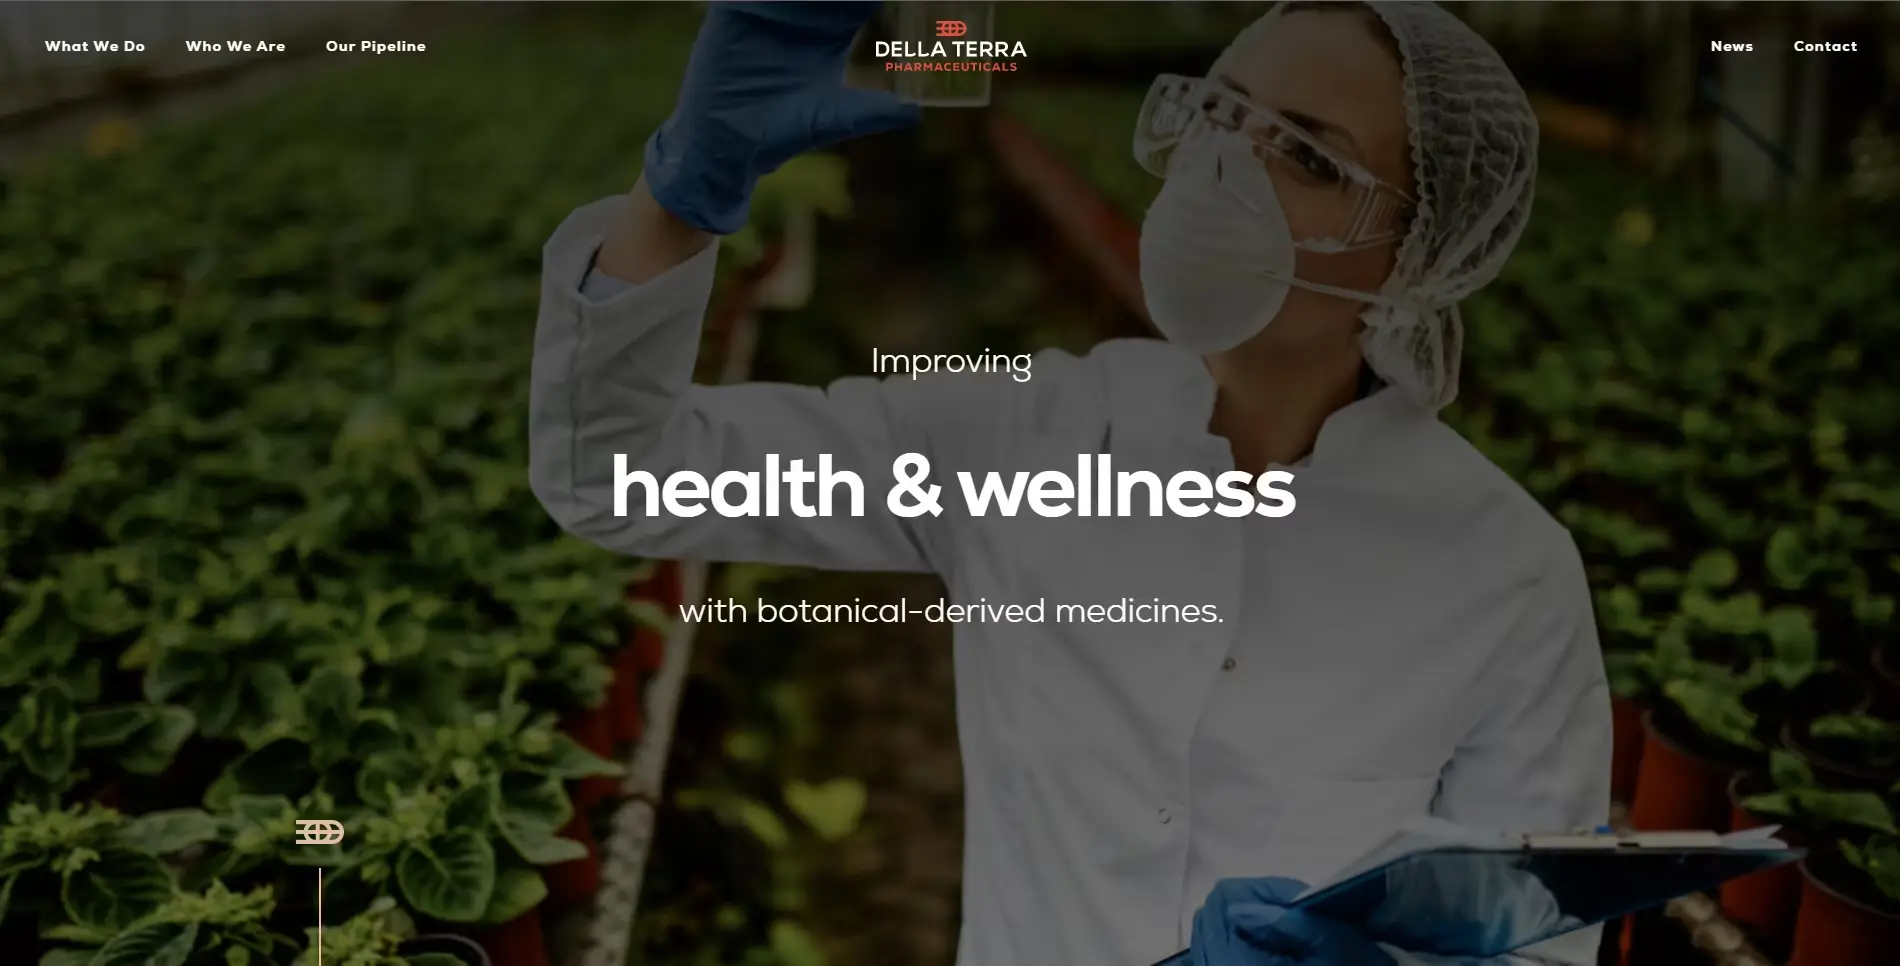 What We Do
Who We Are
Our Pipeline
DELLA TERRA
PHARMACEUTICALS
News
Contact
Improving
health & wellness
with botanical-derived medicines.